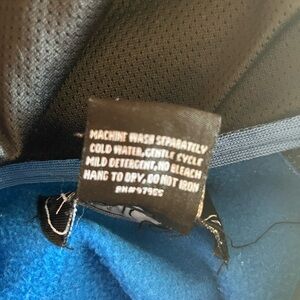 MACHINE WASH SEPARATELY
COLD WATER, GENTLE CYCLE
MILD DETERGENT, NO BLEACH
HANG TO DRY, DO NOT IRON